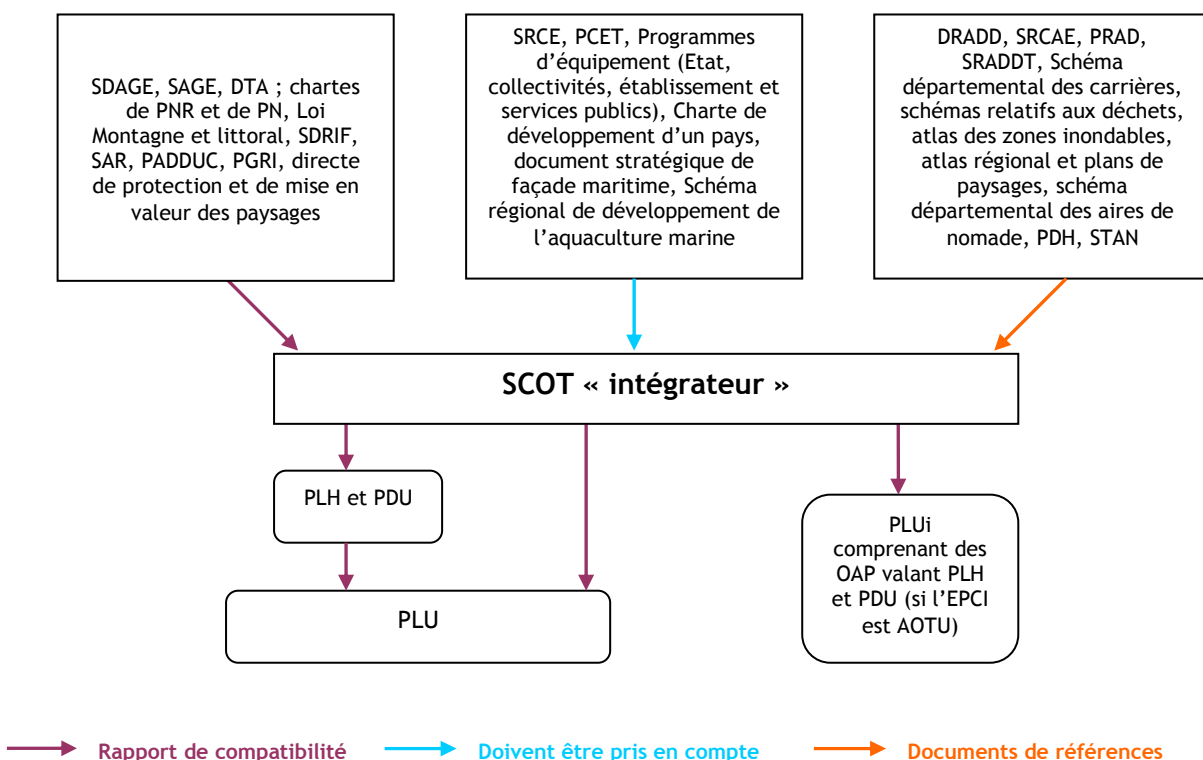 SDAGE, SAGE, DTA ; chartes
de PNR et de PN, Loi
Montagne et littoral, SDRIF,
SAR, PADDUC, PGRI, directe
de protection et de mise en
valeur des paysages
SRCE, PCET, Programmes
d’équipement (Etat,
collectivités, établissement et
services publics), Charte de
développement d’un pays,
document stratégique de
façade maritime, Schéma
régional de développement de
l’aquaculture marine
DRADD, SRCAE, PRAD,
SRADDT, Schéma
départemental des carrières,
schémas relatifs aux déchets,
atlas des zones inondables,
atlas régional et plans de
paysages, schéma
départemental des aires de
nomade, PDH, STAN
SCOT « intégrateur »
PLH et PDU
PLU
PLUi
comprenant des
OAP valant PLH
et PDU (si l’EPCI
est AOTU)
Rapport de compatibilité
Doivent être pris en compte
Documents de références